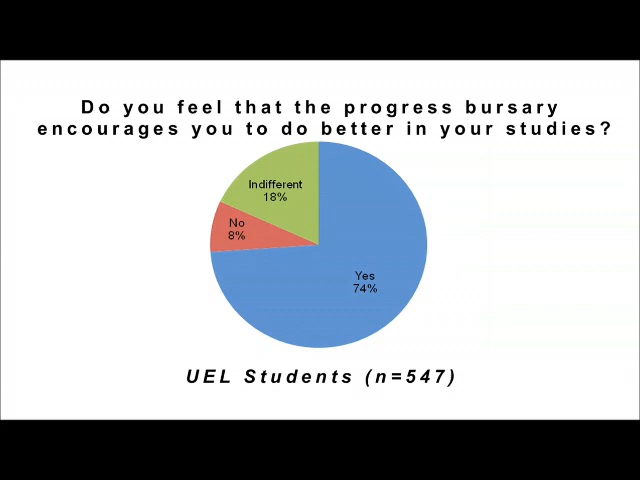 Do you feel that the progress bursary
encourages you to do better in your studies?
Indifferent
18%
No
8%
Yes
74%
UEL Students (n=547)